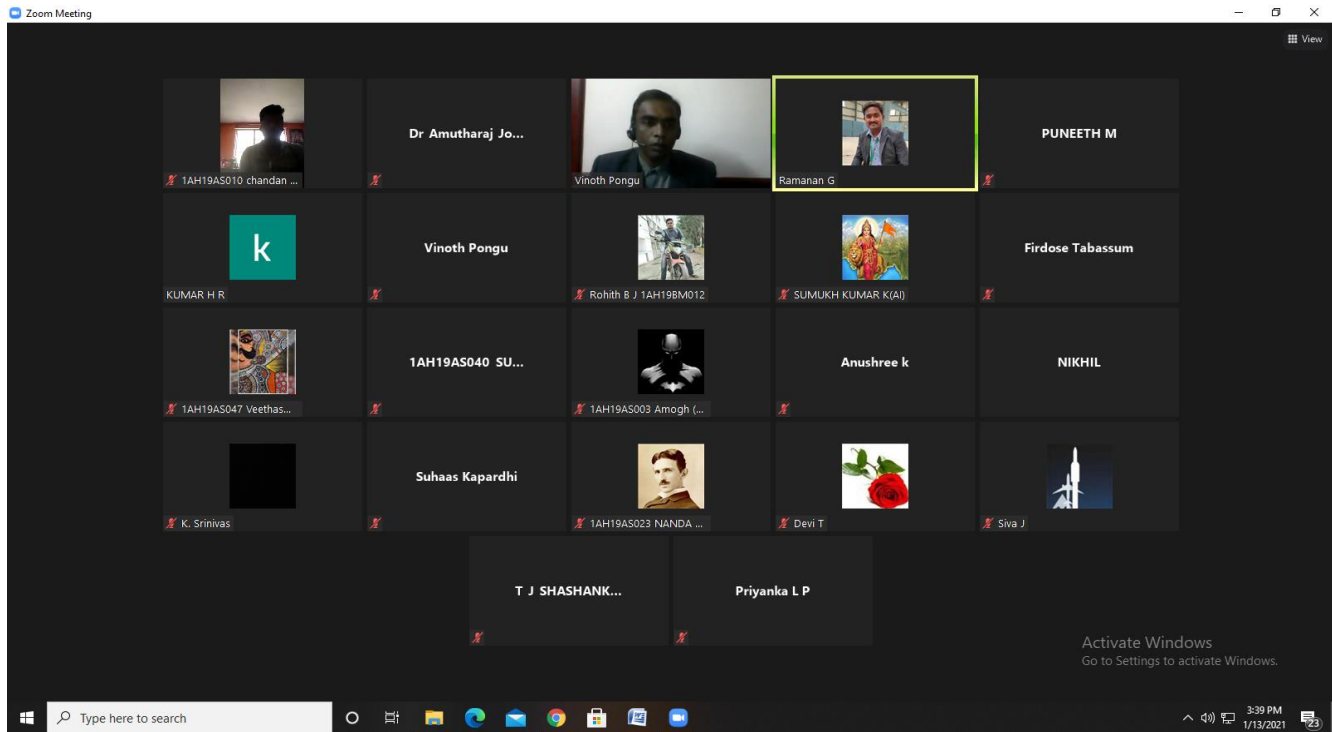 Zoom Meeting
View
1AH19AS010 chandan ...
Dr Amutharaj Jo...
Vinoth Pongu
Ramanan G
PUNEETH M
k
KUMAR H R
Vinoth Pongu
Rohith B J 1AH19BM012
SUMUKH KUMAR K(AI)
Firdose Tabassum
1AH19AS047 Veethas...
1AH19AS040 SU...
1AH19AS003 Amogh (...
Anushree k
NIKHIL
K. Srinivas
Suhaas Kapardhi
1AH19AS023 NANDA ...
Devi T
Siva J
T J SHASHANK...
Priyanka L P
Activate Windows
Go to Settings to activate Windows.
Type here to search
3:39 PM
1/13/2021
23